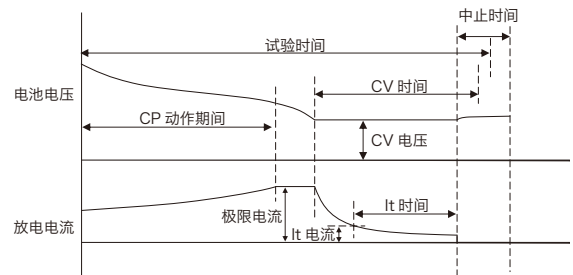 中止时间
试验时间
电池电压
CV 时间
CP 动作期间
CV 电压
It 时间
极限电流
放电电流
It 电流